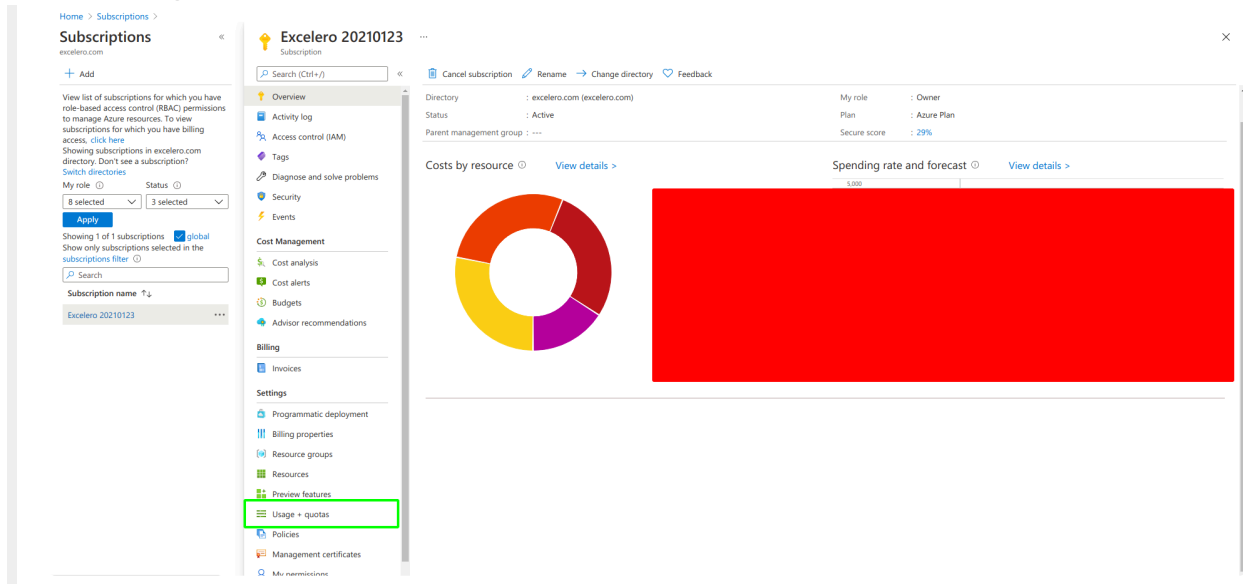 Home > Subscriptions >
Subscriptions «
excelero.com
+ Add
View list of subscriptions for which you have
role-based access control (RBAC) permissions
to manage Azure resources. To view
subscriptions for which you have billing
access, click here
Showing subscriptions in excelero.com
directory. Don't see a subscription?
Switch directories
My role Status
8 selected 3 selected
Apply
Showing 1 of 1 subscriptions global
Show only subscriptions selected in the
subscriptions filter
Search
Subscription name ↑↓
Excelero 20210123 ...
Excelero 20210123 ...
Subscription
Search (Ctrl+/) «
Overview
Activity log
Access control (IAM)
Tags
Diagnose and solve problems
Security
Events
Cost Management
Cost analysis
Cost alerts
Budgets
Advisor recommendations
Billing
Invoices
Settings
Programmatic deployment
Billing properties
Resource groups
Resources
Preview features
Usage + quotas
Policies
Management certificates
My permissions
Cancel subscription Rename Change directory Feedback
Directory : excelero.com (excelero.com)
Status : Active
Parent management group : ---
My role : Owner
Plan : Azure Plan
Secure score : 29%
Costs by resource View details >
Spending rate and forecast View details >
5,000